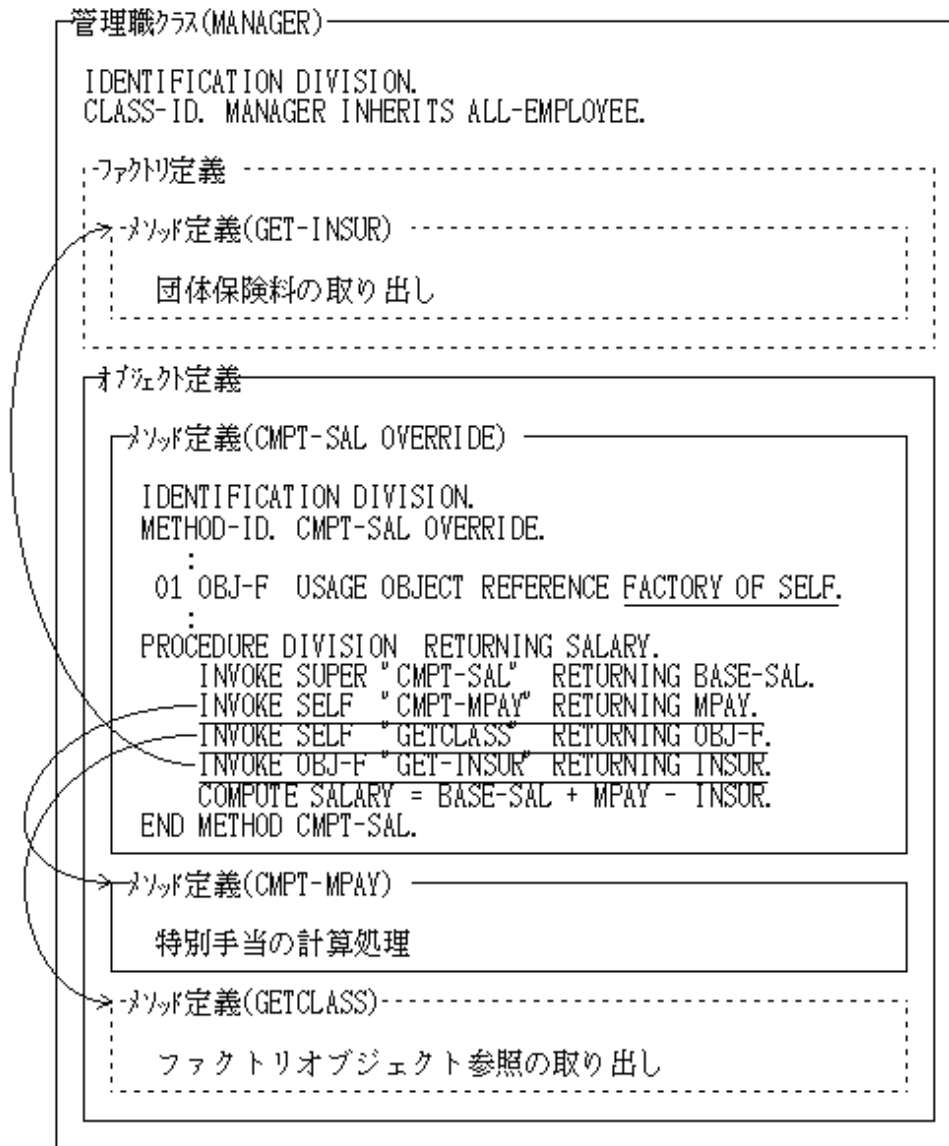 管理職ｸﾗｽ(MANAGER)
IDENTIFICATION DIVISION.
CLASS-ID. MANAGER INHERITS ALL-EMPLOYEE.
ﾌｧｸﾄﾘ定義
ﾒｿｯﾄﾞ定義(GET-INSUR)
団体保険料の取り出し
ｵﾌﾞｼﾞｪｸﾄ定義
ﾒｿｯﾄﾞ定義(CMPT-SAL OVERRIDE)
IDENTIFICATION DIVISION.
METHOD-ID. CMPT-SAL OVERRIDE.
:
01 OBJ-F USAGE OBJECT REFERENCE FACTORY OF SELF.
:
PROCEDURE DIVISION RETURNING SALARY.
INVOKE SUPER "CMPT-SAL" RETURNING BASE-SAL.
INVOKE SELF "CMPT-MPAY" RETURNING MPAY.
INVOKE SELF "GETCLASS" RETURNING OBJ-F.
INVOKE OBJ-F "GET-INSUR" RETURNING INSUR.
COMPUTE SALARY = BASE-SAL + MPAY - INSUR.
END METHOD CMPT-SAL.
ﾒｿｯﾄﾞ定義(CMPT-MPAY)
特別手当の計算処理
ﾒｿｯﾄﾞ定義(GETCLASS)
ファクトリオブジェクト参照の取り出し